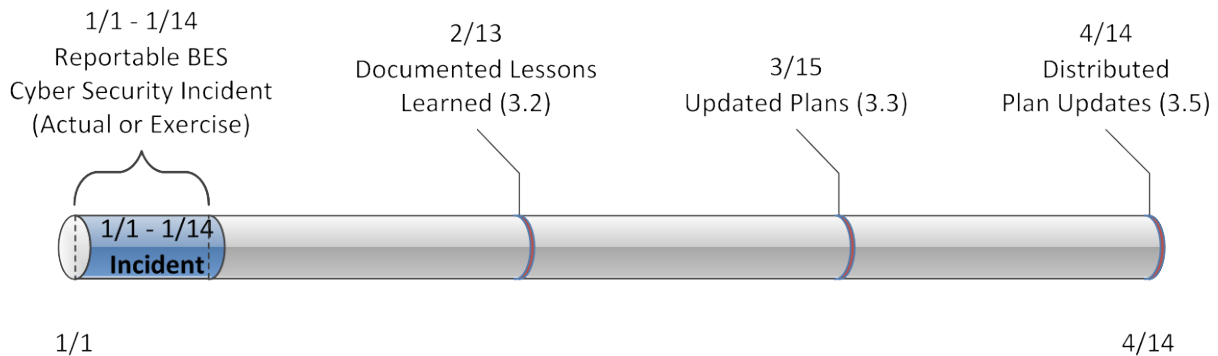 1/1 - 1/14
Reportable BES
Cyber Security Incident
(Actual or Exercise)
2/13
Documented Lessons
Learned (3.2)
3/15
Updated Plans (3.3)
4/14
Distributed
Plan Updates (3.5)
1/1 - 1/14
Incident
1/1
4/14